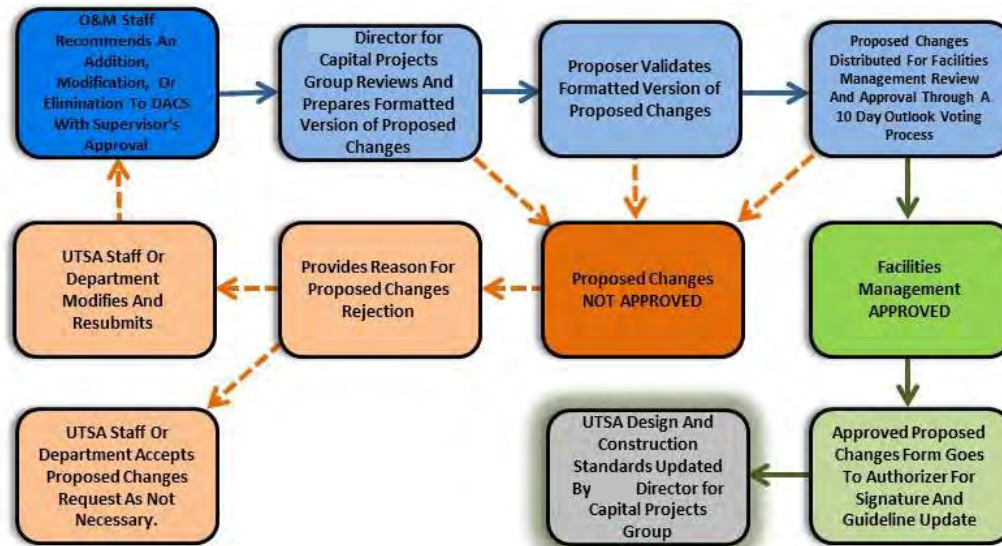 O&M Staff
Recommends An
Addition,
Modification, Or
Elimination To DACS
With Supervisor's
Approval
Director for
Capital Projects
Group Reviews And
Prepares Formatted
Version of Proposed
Changes
Proposer Validates
Formatted Version of
Proposed Changes
Proposed Changes
Distributed For Facilities
Management Review
And Approval Through A
10 Day Outlook Voting
Process
UTSA Staff Or
Department
Modifies And
Resubmits
Provides Reason For
Proposed Changes
Rejection
Proposed Changes
NOT APPROVED
Facilities
Management
APPROVED
UTSA Staff Or
Department Accepts
Proposed Changes
Request As Not
Necessary.
UTSA Design And
Construction
Standards Updated
By Director for
Capital Projects
Group
Approved Proposed
Changes Form Goes
To Authorizer For
Signature And
Guideline Update